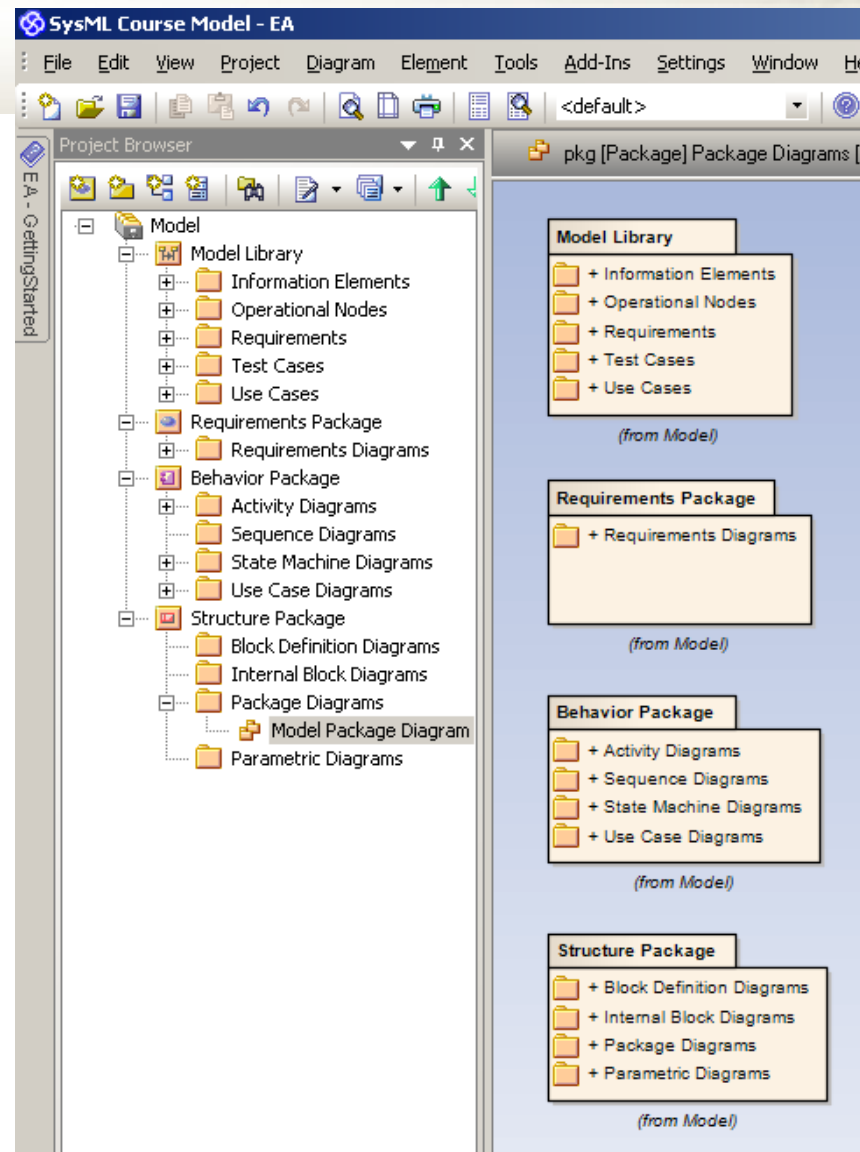 SysML Course Model - EA
File Edit View Project Diagram Element Tools Add-Ins Settings Window
<default>
EA - GettingStarted
Project Browser
Model
Model Library
Information Elements
Operational Nodes
Requirements
Test Cases
Use Cases
Requirements Package
Requirements Diagrams
Behavior Package
Activity Diagrams
Sequence Diagrams
State Machine Diagrams
Use Case Diagrams
Structure Package
Block Definition Diagrams
Internal Block Diagrams
Package Diagrams
Model Package Diagram
Parametric Diagrams
pkg [Package] Package Diagrams [
Model Library
+ Information Elements
+ Operational Nodes
+ Requirements
+ Test Cases
+ Use Cases
(from Model)
Requirements Package
+ Requirements Diagrams
(from Model)
Behavior Package
+ Activity Diagrams
+ Sequence Diagrams
+ State Machine Diagrams
+ Use Case Diagrams
(from Model)
Structure Package
+ Block Definition Diagrams
+ Internal Block Diagrams
+ Package Diagrams
+ Parametric Diagrams
(from Model)